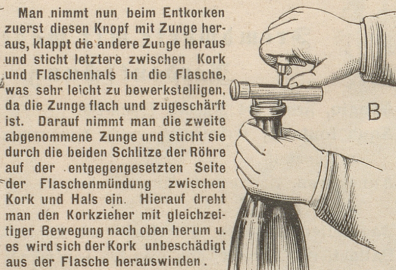 Man nimmt nun beim Entkorken
zuerst diesen Knopf mit Zunge her-
aus, klappt die andere Zunge heraus
und sticht letztere zwischen Kork
und Flaschenhals in die Flasche,
was sehr leicht zu bewerkstelligen,
da die Zunge flach und zugeschärft
ist. Darauf nimmt man die zweite
abgenommene Zunge und sticht sie
durch die beiden Schlitze der Röhre
auf der entgegengesetzten Seite
der Flaschenmündung zwischen
Kork und Hals ein. Hierauf dreht
man den Korkzieher mit gleichzei-
tiger Bewegung nach oben herum u.
es wird sich der Kork unbeschädigt
aus der Flasche herauswinden.
B